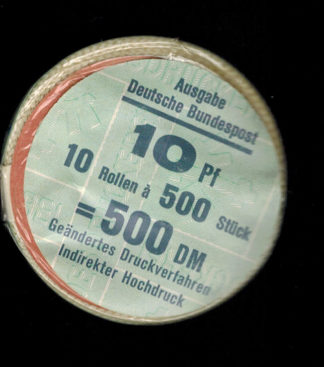 Ausgabe
Deutsche Bundespost
10 Pf
10 Rollen à 500 Stück
= 500 DM
Geändertes Druckverfahren
Indirekter Hochdruck